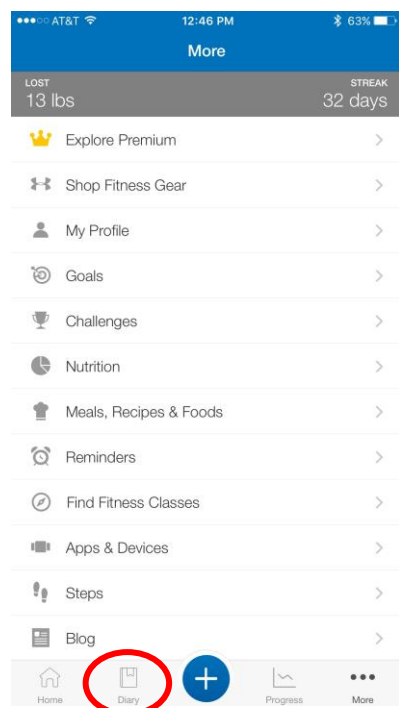 AT&T 12:46 PM 63%
More
LOST STREAK
13 lbs 32 days
Explore Premium
Shop Fitness Gear
My Profile
Goals
Challenges
Nutrition
Meals, Recipes & Foods
Reminders
Find Fitness Classes
Apps & Devices
Steps
Blog
Home Diary Progress More